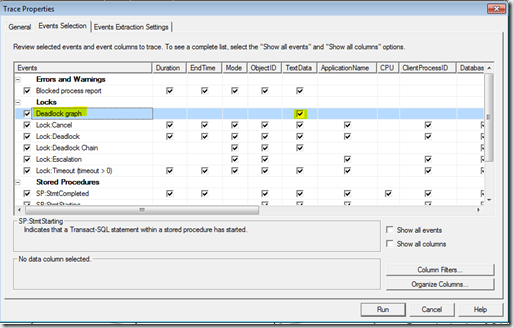 Trace Properties
General Events Selection Events Extraction Settings
Review selected events and event columns to trace. To see a complete list, select the "Show all events" and "Show all columns" options.
Events Duration EndTime Mode ObjectID TextData ApplicationName CPU ClientProcessID Databas
Errors and Warnings
Blocked process report
Locks
Deadlock graph
Lock:Cancel
Lock:Deadlock
Lock:Deadlock Chain
Lock:Escalation
Lock:Timeout (timeout > 0)
Stored Procedures
SP:StmtCompleted
SP:StmtStarting
SP:StmtStarting
Indicates that a Transact-SQL statement within a stored procedure has started.
Show all events
Show all columns
No data column selected.
Column Filters...
Organize Columns...
Run Cancel Help